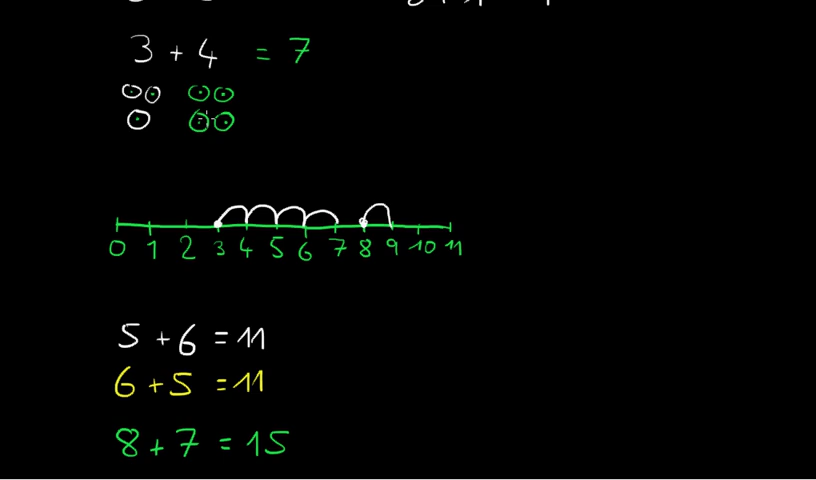 3 + 4 = 7
0 1 2 3 4 5 6 7 8 9 10 11
5 + 6 = 11
6 + 5 = 11
8 + 7 = 15